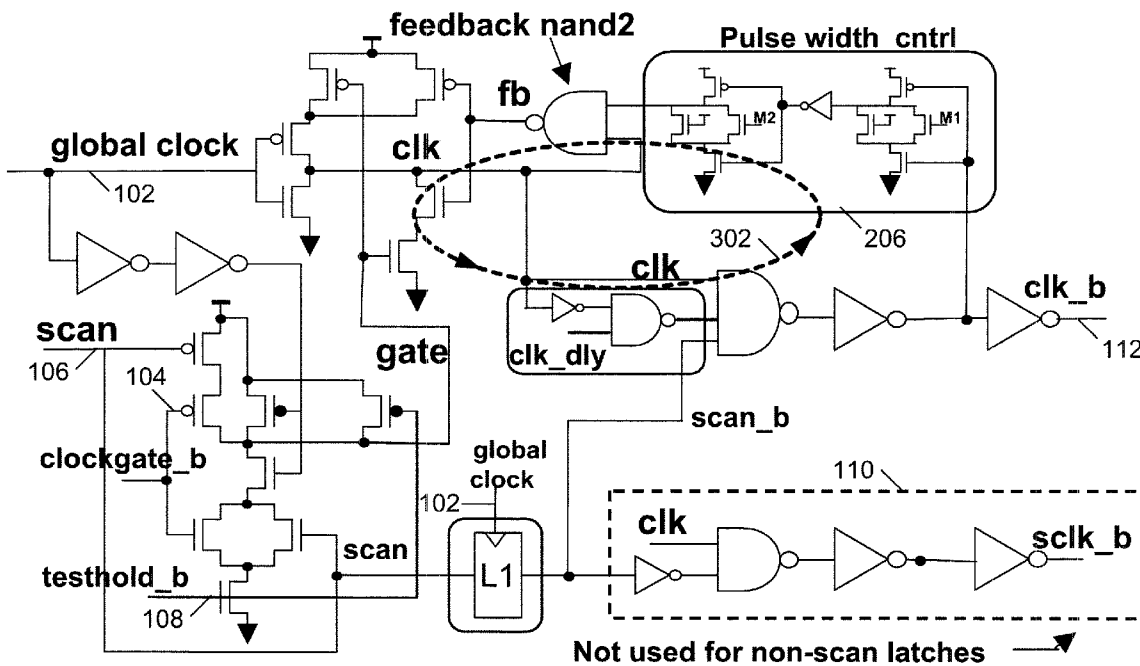 feedback nand2
Pulse width cntrl
fb
M2
M1
global clock
clk
102
302
206
clk
clk_b
scan
gate
clk_dly
112
106
104
scan_b
clockgate_b
global
clock
110
102
clk
sclk_b
scan
testhold_b
L1
108
Not used for non-scan latches